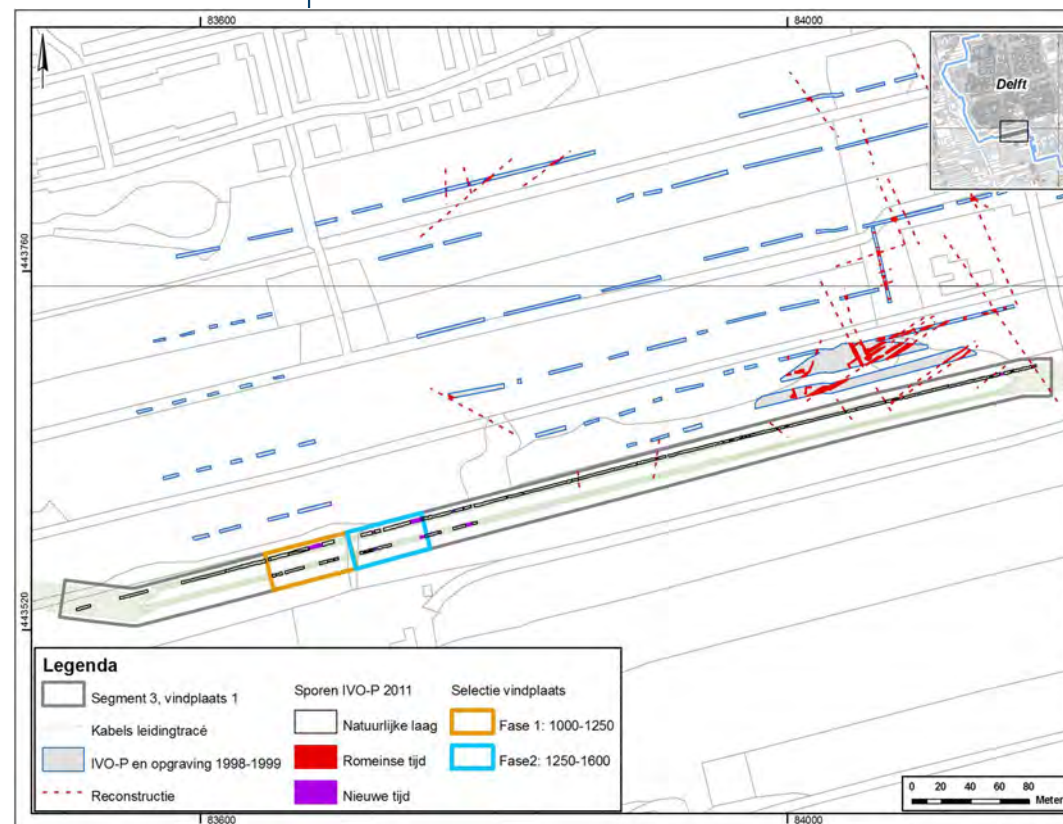 83600
84000
Delft
443760
443520
Legenda
Segment 3, vindplaats 1
Kabels leidingtracé
IVO-P en opgraving 1998-1999
Reconstructie
Sporen IVO-P 2011
Natuurlijke laag
Romeinse tijd
Nieuwe tijd
Selectie vindplaats
Fase 1: 1000-1250
Fase2: 1250-1600
0 20 40 60 80
Meter
83600
84000